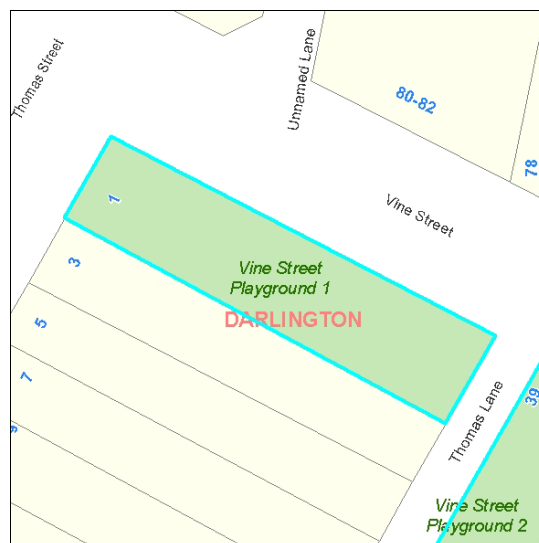 Thomas Street
Unnamed Lane
80-82
78
Vine Street
1
3
Vine Street
Playground 1
DARLINGTON
5
7
39
Thomas Lane
9
Vine Street
Playground 2